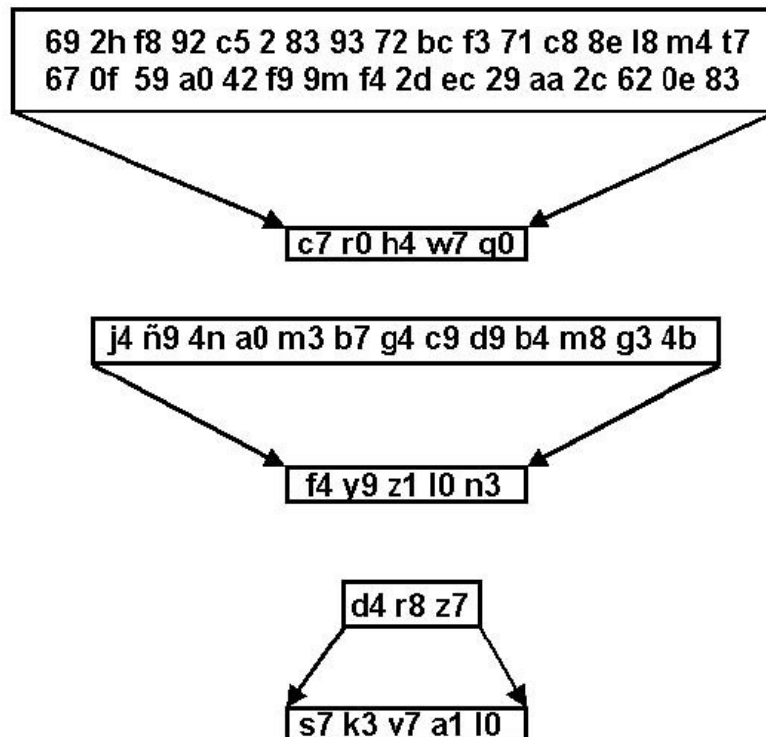 69 2h f8 92 c5 2 83 93 72 bc f3 71 c8 8e l8 m4 t7
67 0f 59 a0 42 f9 9m f4 2d ec 29 aa 2c 62 0e 83
c7 r0 h4 w7 q0
j4 ñ9 4n a0 m3 b7 g4 c9 d9 b4 m8 g3 4b
f4 y9 z1 l0 n3
d4 r8 z7
s7 k3 v7 a1 l0